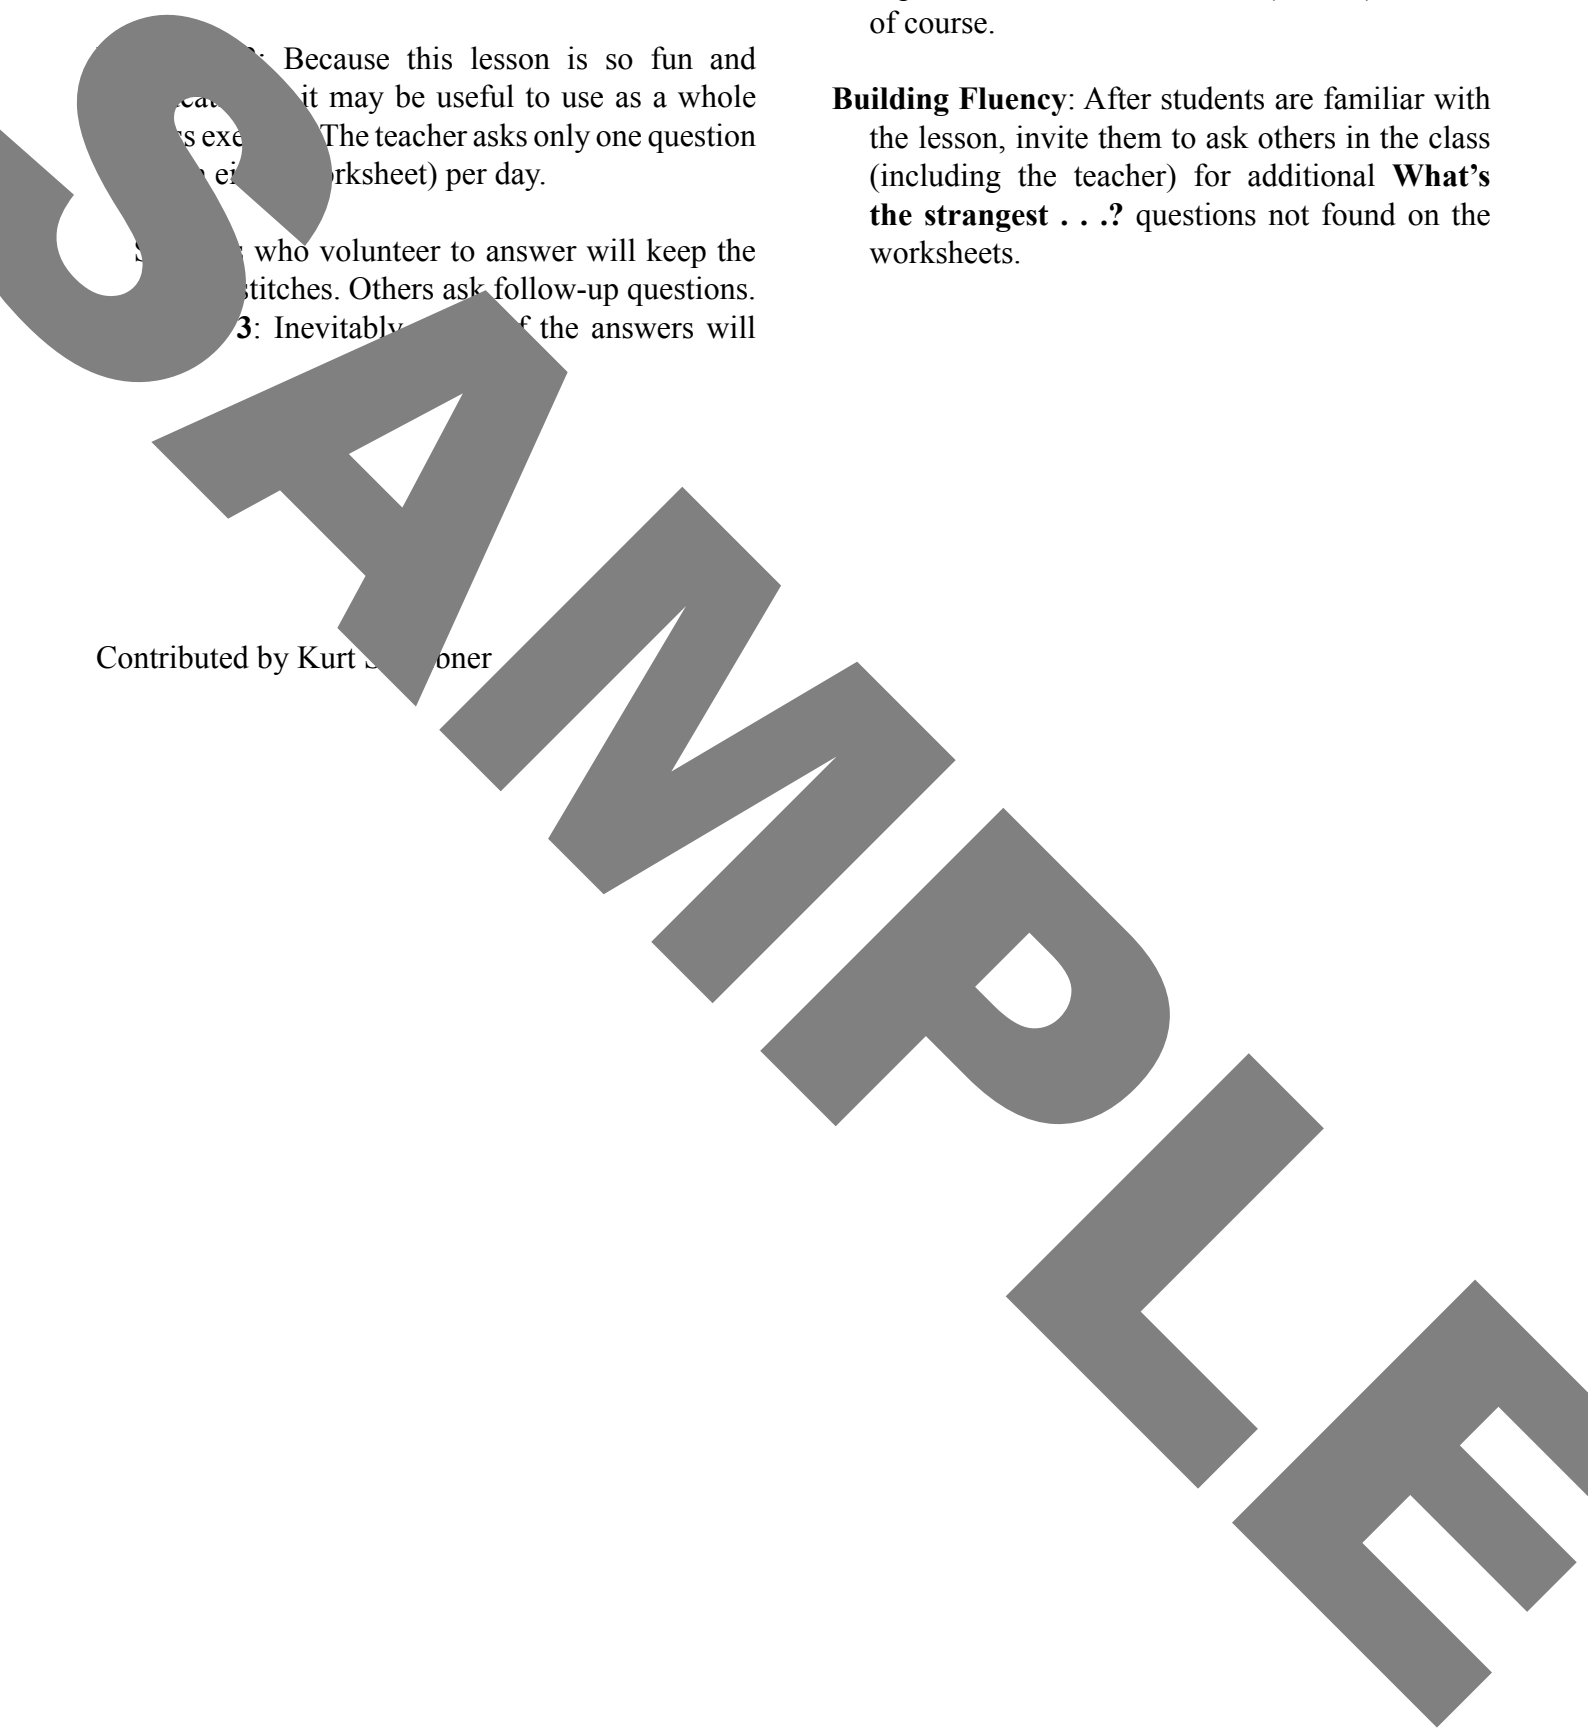 : Because this lesson is so fun and
it may be useful to use as a whole
The teacher asks only one question
per day.
who volunteer to answer will keep the
stitches. Others ask follow-up questions.
3: Inevitably the answers will
Contributed by Kurt
of course.
Building Fluency: After students are familiar with
the lesson, invite them to ask others in the class
(including the teacher) for additional What’s
the strangest . . .? questions not found on the
worksheets.
SAMPLE